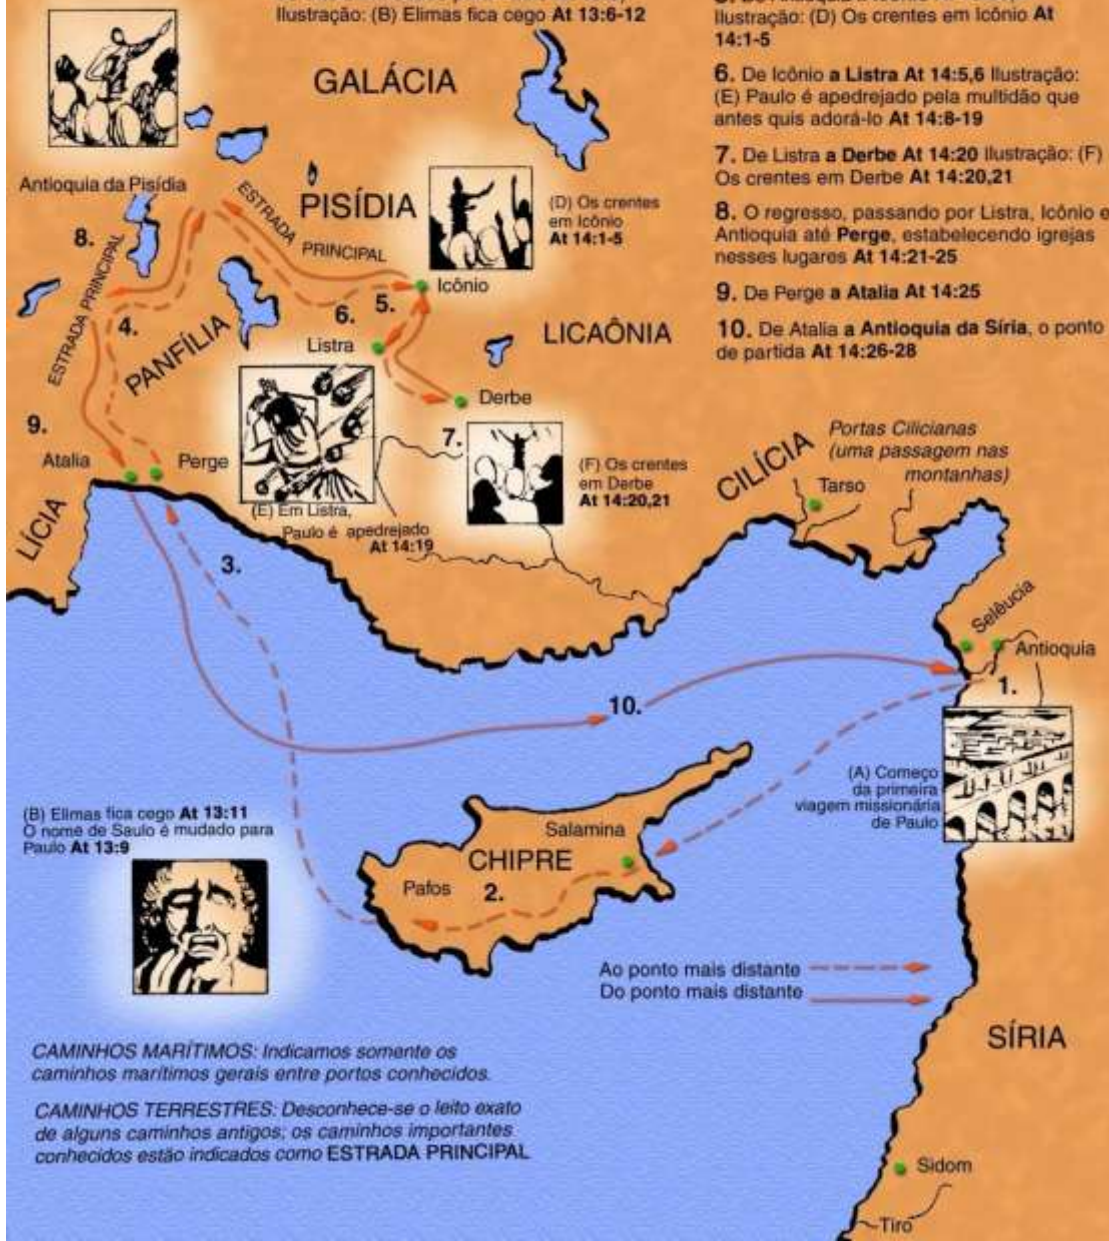 Ilustração: (B) Elimas fica cego At 13:6-12
Ilustração: (D) Os crentes em Icônio At
14:1-5
6. De Icônio a Listra At 14:5,6 Ilustração:
(E) Paulo é apedrejado pela multidão que
antes quis adorá-lo At 14:8-19
7. De Listra a Derbe At 14:20 Ilustração: (F)
Os crentes em Derbe At 14:20,21
8. O regresso, passando por Listra, Icônio e
Antioquia até Perge, estabelecendo igrejas
nesses lugares At 14:21-25
9. De Perge a Atalia At 14:25
10. De Atalia a Antioquia da Síria, o ponto
de partida At 14:26-28
GALÁCIA
Antioquia da Pisídia
PISÍDIA
ESTRADA PRINCIPAL
(D) Os crentes
em Icônio
At 14:1-5
8.
ESTRADA PRINCIPAL
4.
Icônio
5.
6.
PANFÍLIA
Listra
LICAÔNIA
Derbe
7.
9.
Atalia
Perge
LÍCIA
(E) Em Listra,
Paulo é apedrejado
At 14:19
(F) Os crentes
em Derbe
At 14:20,21
CILÍCIA
Portas Cilicianas
(uma passagem nas
montanhas)
Tarso
3.
Selêucia
Antioquia
1.
10.
(A) Começo
da primeira
viagem missionária
de Paulo
(B) Elimas fica cego At 13:11
O nome de Saulo é mudado para
Paulo At 13:9
Salamina
CHIPRE
Pafos
2.
Ao ponto mais distante
Do ponto mais distante
SÍRIA
CAMINHOS MARÍTIMOS: Indicamos somente os
caminhos marítimos gerais entre portos conhecidos.
CAMINHOS TERRESTRES: Desconhece-se o leito exato
de alguns caminhos antigos; os caminhos importantes
conhecidos estão indicados como ESTRADA PRINCIPAL
Sidom
Tiro